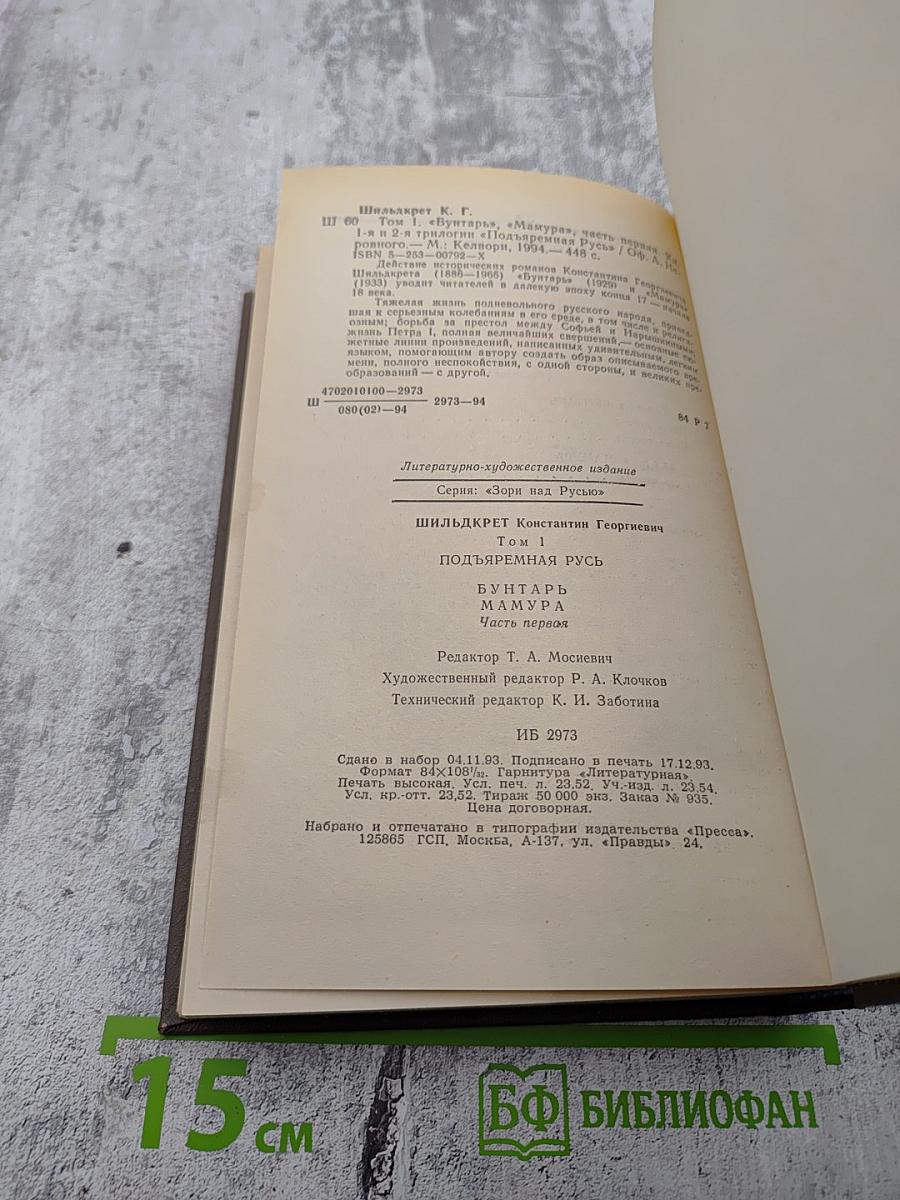 Шильдкрет К. Г.
Ш 60 Том 1. «Бунтарь», «Мамура», часть первая. Кн.
1-я и 2-я трилогии «Подъяремная Русь» / Оф. А. Не-
ровного.— М.: Келвори, 1994.— 448 с.
ISBN 5—253—00792—X
Действие исторических романов Константина Георгиевича
Шильдкрета (1886—1965) «Бунтарь» (1929) и «Мамура»
(1933) уводит читателей в далекую эпоху конца 17 — начала
18 века.
Тяжелая жизнь подневольного русского народа, привед-
шая к серьезным колебаниям в его среде, в том числе и религи-
озным; борьба за престол между Софьей и Нарышкиными;
жизнь Петра I, полная величайших свершений,— основные сю-
жетные линии произведений, написанных удивительным, легким
языком, помогающим автору создать образ описываемого вре-
мени, полного неспокойствия, с одной стороны, и великих пре-
образований — с другой.
4702010100—2973
Ш 2973—94
080(02)—94
84 Р 7
Литературно-художественное издание
Серия: «Зори над Русью»
ШИЛЬДКРЕТ Константин Георгиевич
Том 1
ПОДЪЯРЕМНАЯ РУСЬ
БУНТАРЬ
МАМУРА
Часть первая
Редактор Т. А. Мосиевич
Художественный редактор Р. А. Клочков
Технический редактор К. И. Заботина
ИБ 2973
Сдано в набор 04.11.93. Подписано в печать 17.12.93.
Формат 84×108¹/₃₂. Гарнитура «Литературная».
Печать высокая. Усл. печ. л. 23,52. Уч.-изд. л. 23,54.
Усл. кр.-отт. 23,52. Тираж 50 000 экз. Заказ № 935.
Цена договорная.
Набрано и отпечатано в типографии издательства «Пресса».
125865 ГСП, Москва, А-137, ул. «Правды» 24.
15 см
БФ БИБЛИОФАН